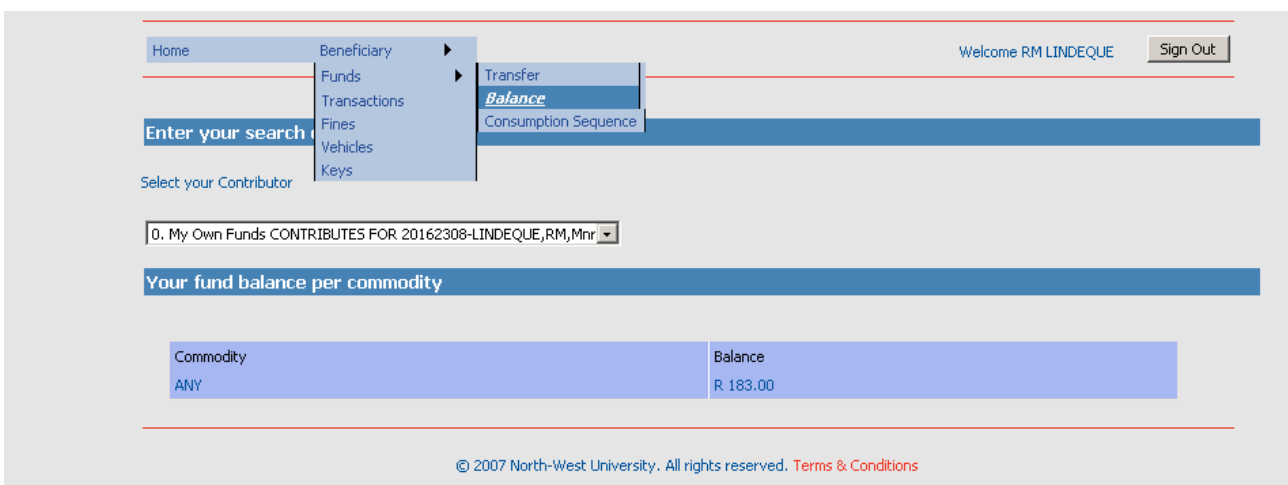 Home Beneficiary Welcome RM LINDEQUE Sign Out
Funds Transfer
Transactions Balance
Fines Consumption Sequence
Enter your search
Vehicles
Keys
Select your Contributor
0. My Own Funds CONTRIBUTES FOR 20162308-LINDEQUE,RM,Mnr
Your fund balance per commodity
Commodity Balance
ANY R 183.00
© 2007 North-West University. All rights reserved. Terms & Conditions